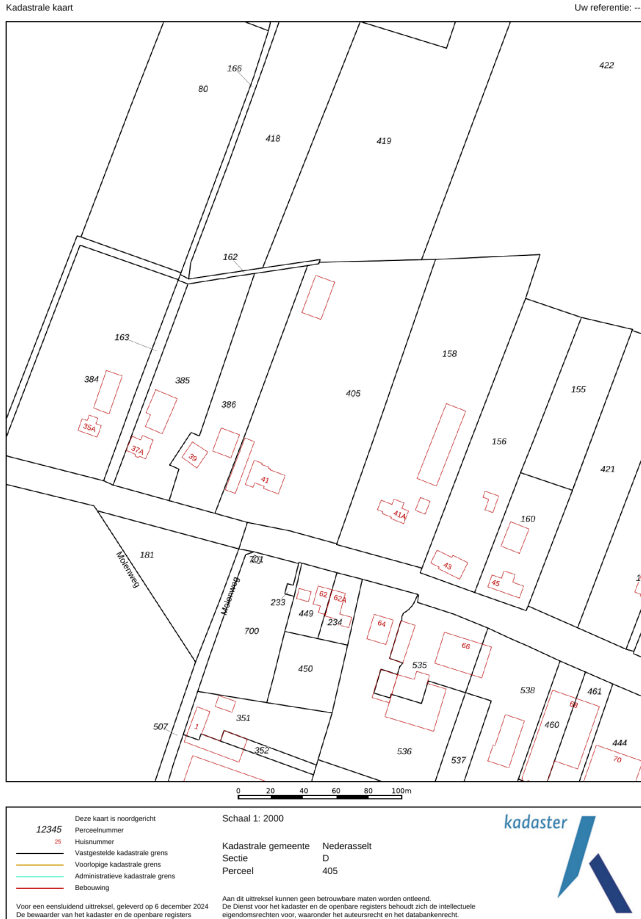 Kadastrale kaart
Uw referentie: --
422
166
80
418
419
162
163
158
384
385
386
405
155
35A
37A
39
41
156
421
41A
160
43
45
181
Molenweg
Molenweg
233
62
62A
449
234
64
700
535
66
450
538
461
351
1
507
460
69
352
536
537
444
70
0 20 40 60 80 100m
Deze kaart is noordgericht
12345 Perceelnummer
25 Huisnummer
Vastgestelde kadastrale grens
Voorlopige kadastrale grens
Administratieve kadastrale grens
Bebouwing
Voor een eensluidend uittreksel, geleverd op 6 december 2024
De bewaarder van het kadaster en de openbare registers
Schaal 1: 2000
Kadastrale gemeente Nederasselt
Sectie D
Perceel 405
Aan dit uittreksel kunnen geen betrouwbare maten worden ontleend.
De Dienst voor het kadaster en de openbare registers behoudt zich de intellectuele
eigendomsrechten voor, waaronder het auteursrecht en het databankenrecht.
kadaster